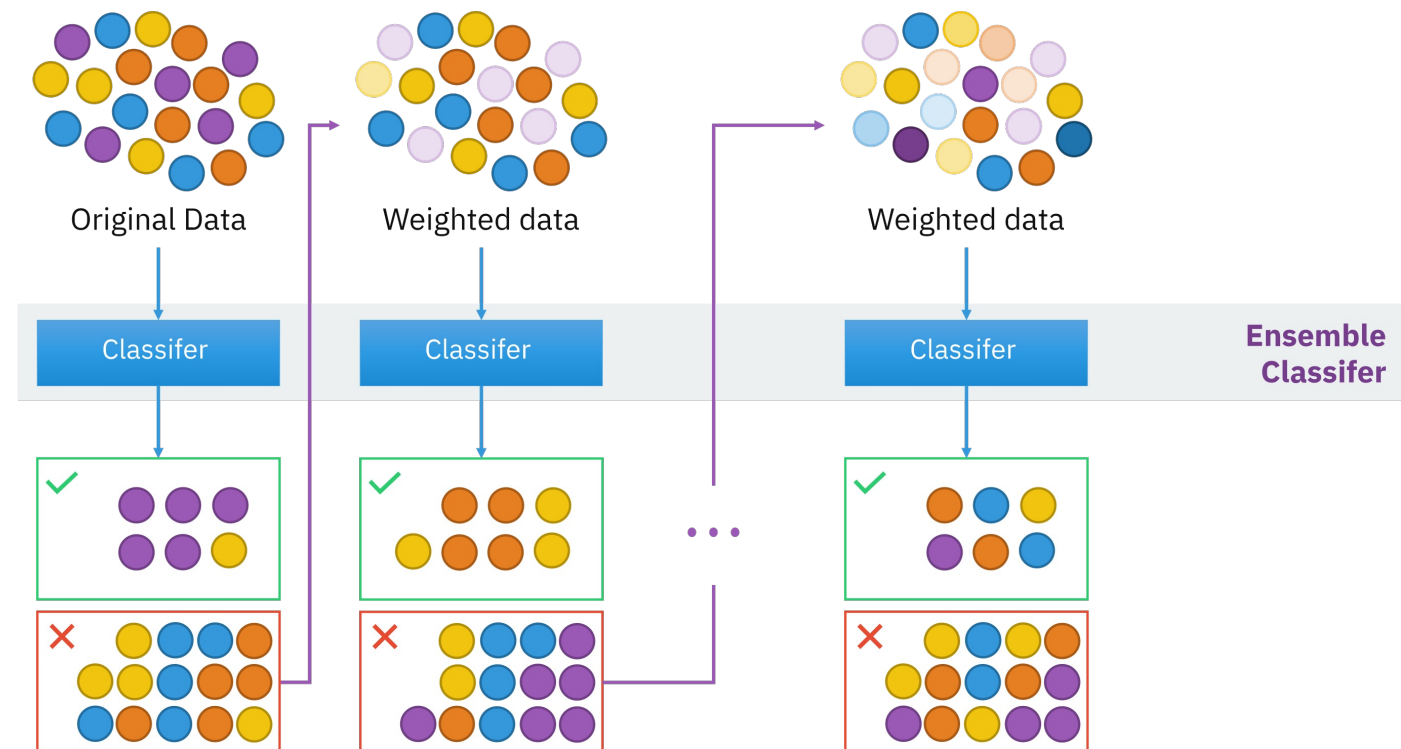 Original Data
Weighted data
Weighted data
Classifer
Classifer
Classifer
Ensemble
Classifer